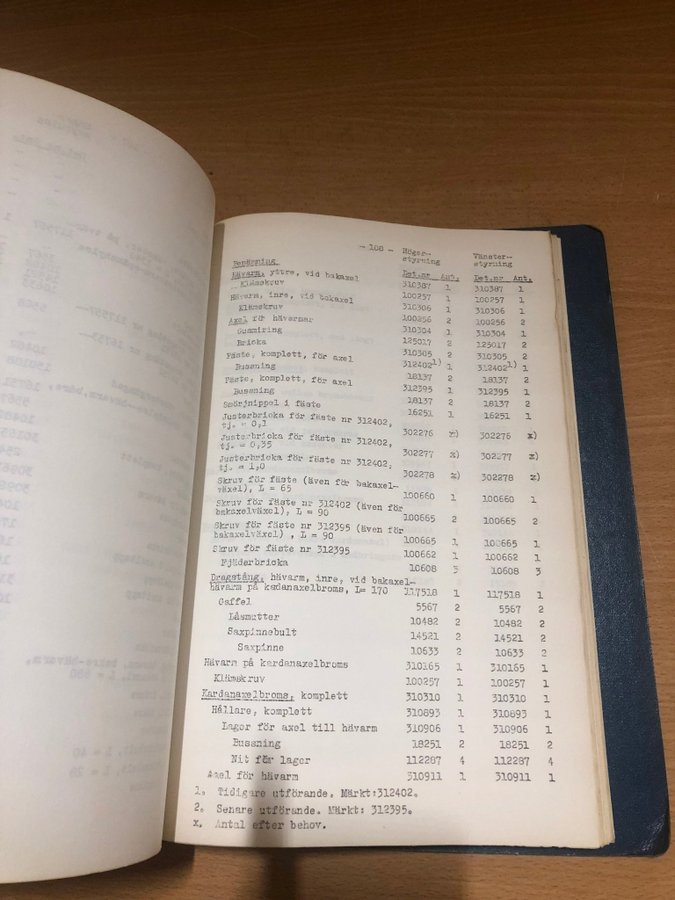 - 108 -
Benämning Höger- Vänster-
styrning styrning
Det.nr Ant. Det.nr Ant.
Hävarm, yttre, vid bakaxel 310387 1 310387 1
Klämskruv 100257 1 100257 1
Hävarm, inre, vid bakaxel 310306 1 310306 1
Klämskruv 100256 2 100256 2
Axel för hävarmar 310304 1 310304 1
Gummiring 125017 2 125017 2
Bricka 310305 2 310305 2
Fäste, komplett, för axel 312402 1) 1 312402 1) 1
Bussning 18137 2 18137 2
Fäste, komplett, för axel 312395 1 312395 1
Bussning 18137 2 18137 2
Smörjnippel i fäste 16251 1 16251 1
Justerbricka för fäste nr 312402,
tj. = 0,1 302276 x) 302276 x)
Justerbricka för fäste nr 312402,
tj. = 0,35 302277 x) 302277 x)
Justerbricka för fäste nr 312402,
tj. = 1,0 302278 x) 302278 x)
Skruv för fäste (även för bakaxel-
växel), L = 65 100660 1 100660 1
Skruv för fäste nr 312402 (även för
bakaxelväxel), L = 90 100665 2 100665 2
Skruv för fäste nr 312395 (även för
bakaxelväxel) , L = 90 100665 1 100665 1
Skruv för fäste nr 312395 100662 1 100662 1
Fjäderbricka 10608 3 10608 3
Dragstång, hävarm, inre, vid bakaxel-
hävarm på kadanaxelbroms, L= 170 117518 1 117518 1
Gaffel 5567 2 5567 2
Låsmutter 10482 2 10482 2
Saxpinnebult 14521 2 14521 2
Saxpinne 10633 2 10633 2
Hävarm på kardanaxelbroms 310165 1 310165 1
Klämskruv 100257 1 100257 1
Kardanaxelbroms, komplett 310310 1 310310 1
Hållare, komplett 310893 1 310893 1
Lager för axel till hävarm 310906 1 310906 1
Bussning 18251 2 18251 2
Nit för lager 112287 4 112287 4
Axel för hävarm 310911 1 310911 1
1. Tidigare utförande. Märkt:312402.
2. Senare utförande. Märkt: 312395.
x. Antal efter behov.